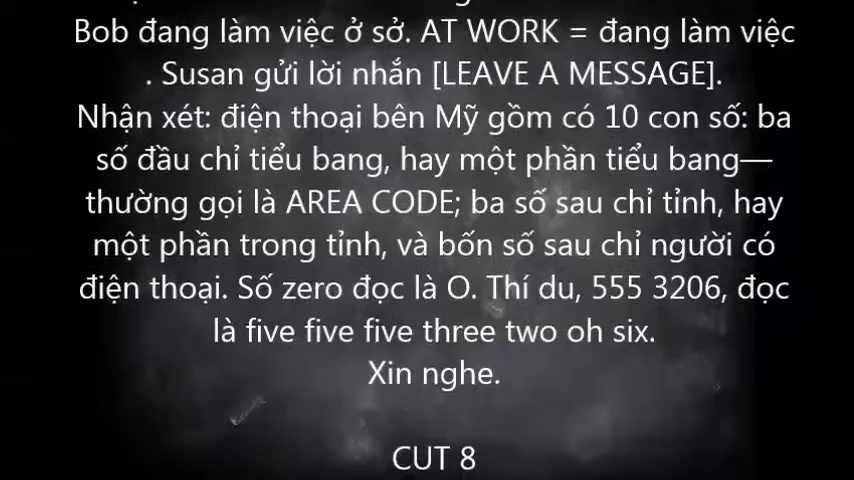 Bob đang làm việc ở sở. AT WORK = đang làm việc
. Susan gửi lời nhắn [LEAVE A MESSAGE].
Nhận xét: điện thoại bên Mỹ gồm có 10 con số: ba
số đầu chỉ tiểu bang, hay một phần tiểu bang—
thường gọi là AREA CODE; ba số sau chỉ tỉnh, hay
một phần trong tỉnh, và bốn số sau chỉ người có
điện thoại. Số zero đọc là O. Thí du, 555 3206, đọc
là five five five three two oh six.
Xin nghe.
CUT 8